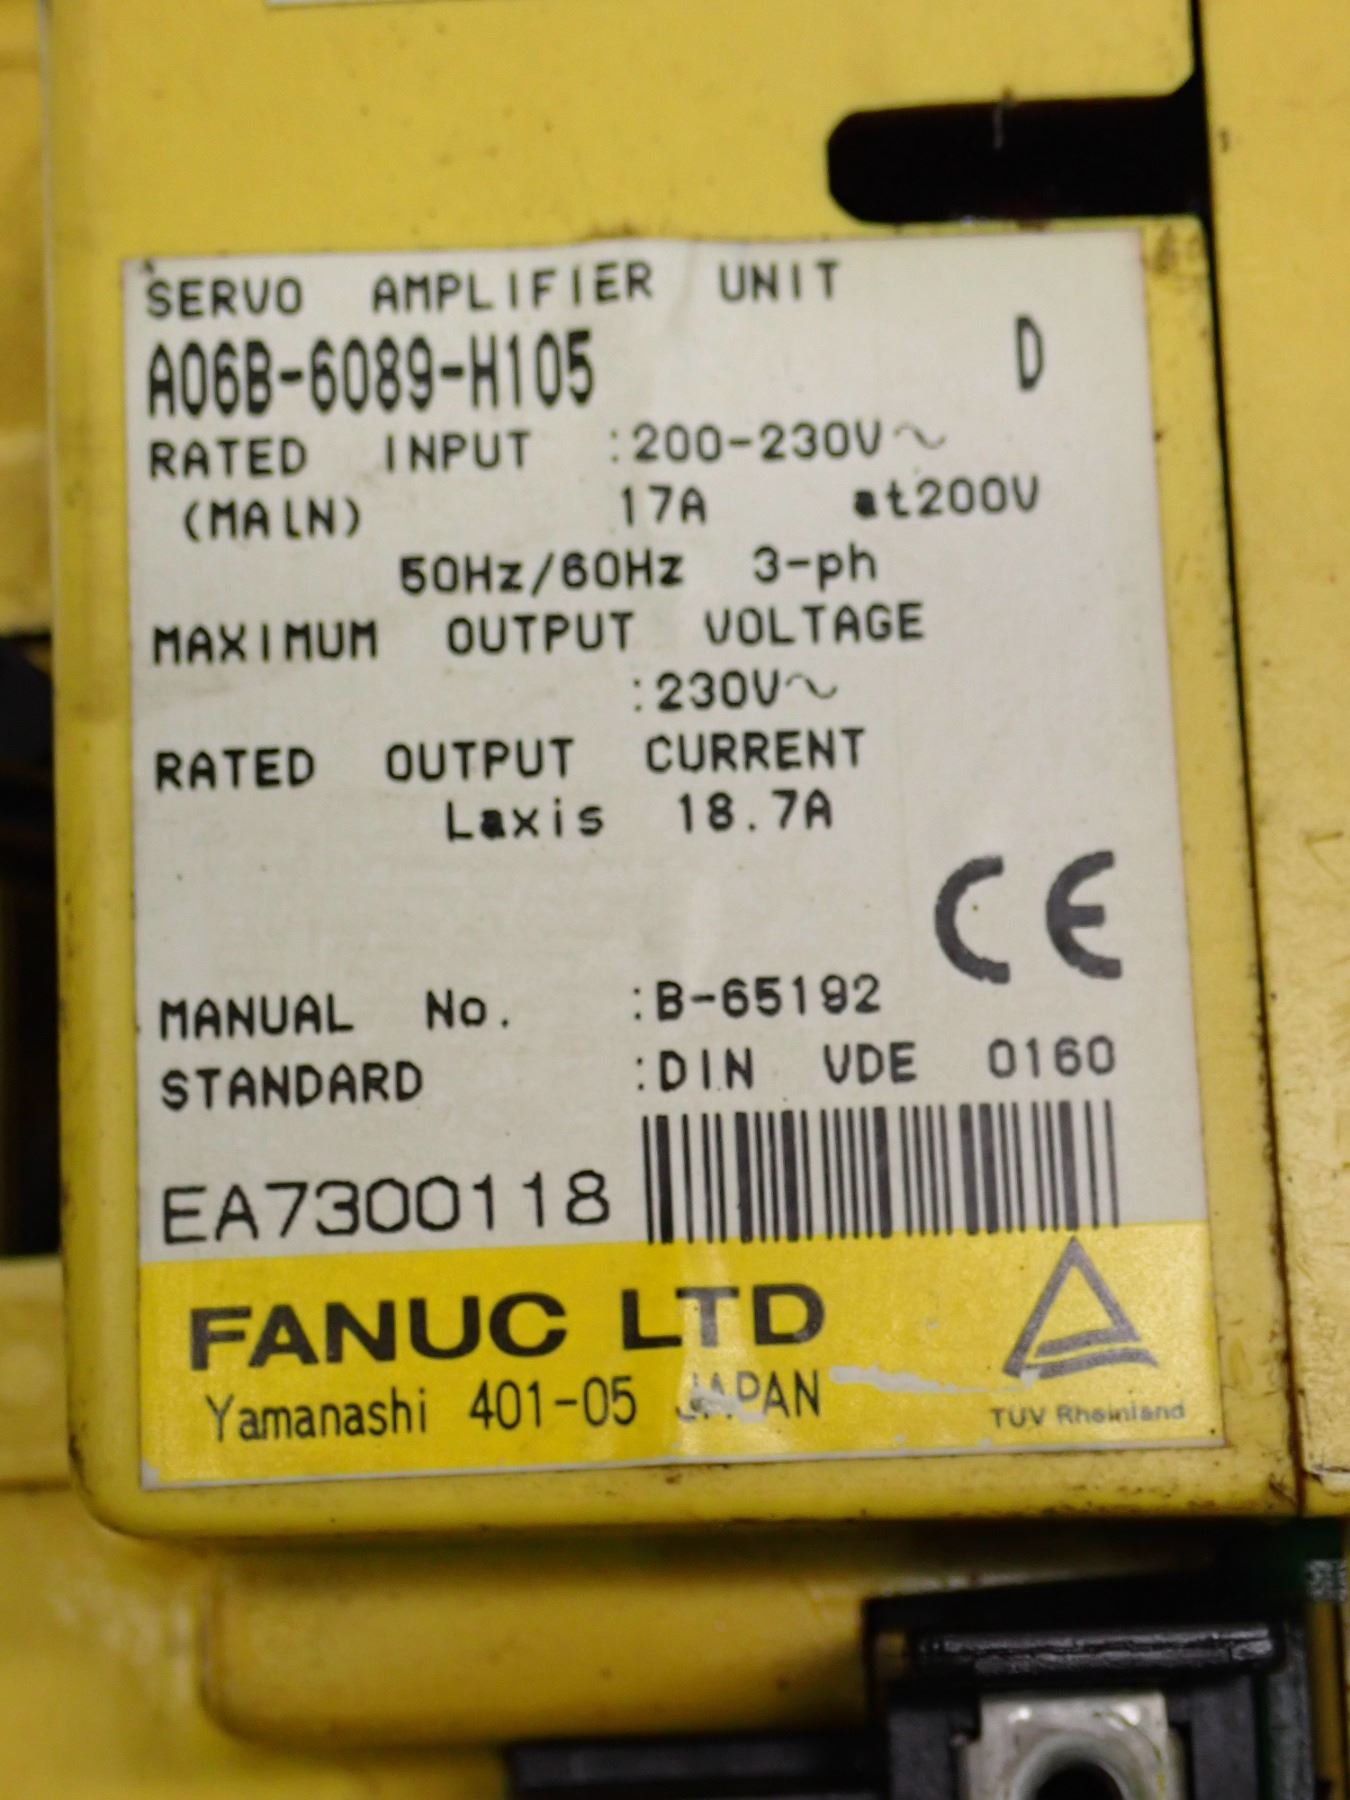 SERVO AMPLIFIER UNIT
A06B-6089-H105 D
RATED INPUT :200-230V~
(MAIN) 17A at200V
50Hz/60Hz 3-ph
MAXIMUM OUTPUT VOLTAGE
:230V~
RATED OUTPUT CURRENT
Laxis 18.7A
CE
MANUAL No. :B-65192
STANDARD :DIN VDE 0160
EA7300118
FANUC LTD
Yamanashi 401-05 JAPAN
TÜV Rheinland